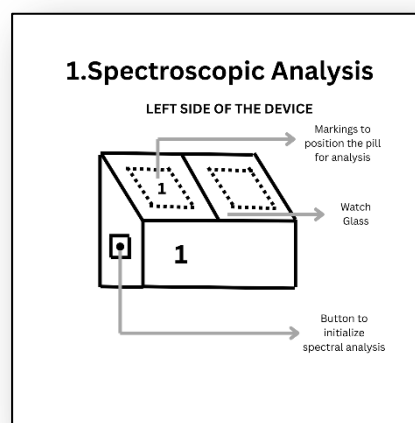 1.Spectroscopic Analysis
LEFT SIDE OF THE DEVICE
Markings to
position the pill
for analysis
1
Watch
Glass
1
Button to
initialize
spectral analysis